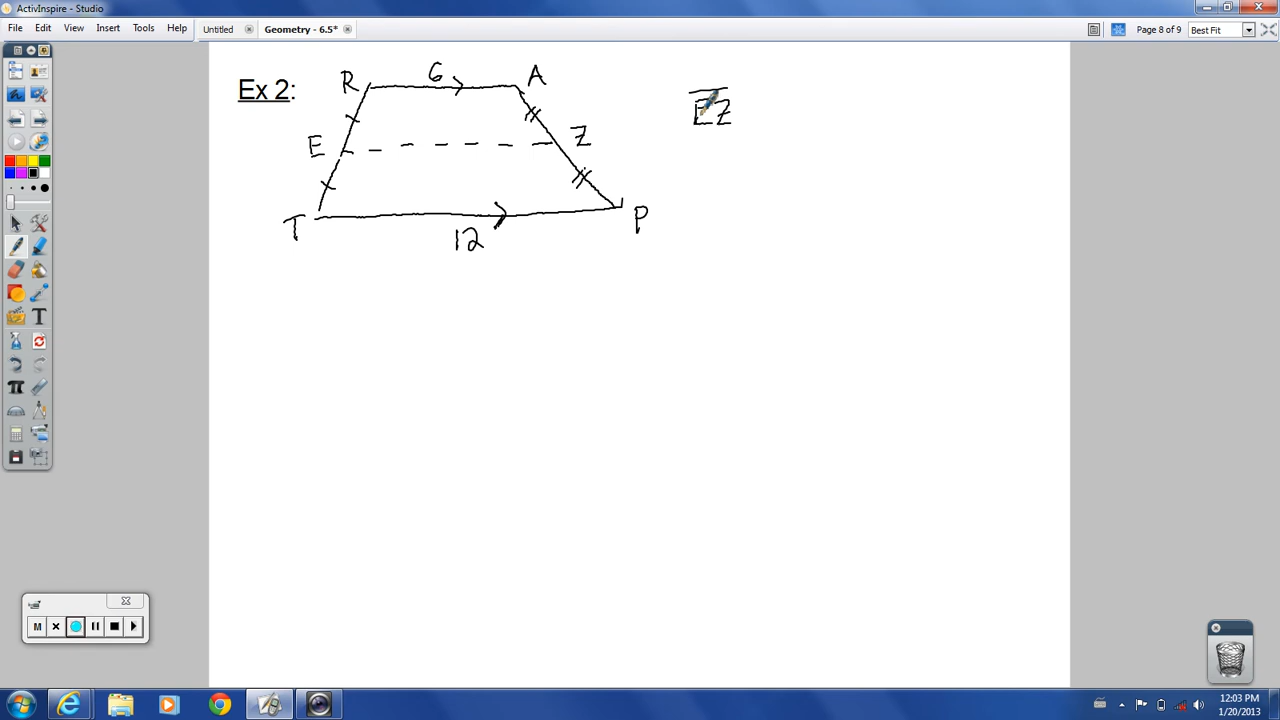 ActivInspire - Studio
File Edit View Insert Tools Help
Untitled
Geometry - 6.5*
Page 8 of 9
Best Fit
Ex 2:
R 6 A
E Z
T 12 P
EZ
M
T
12:03 PM
1/20/2013